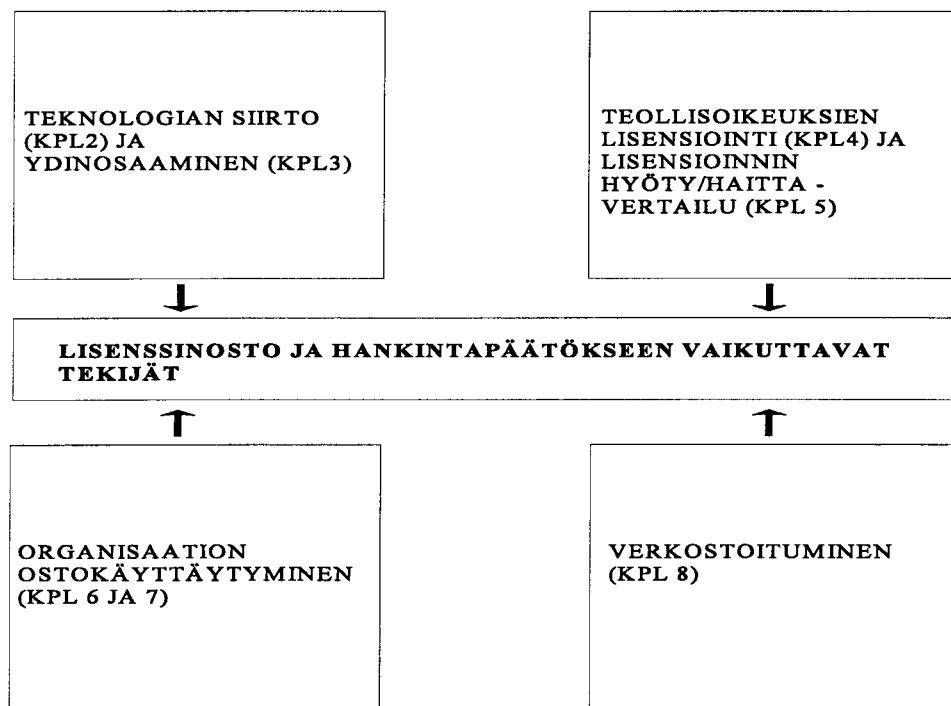 TEKNOLOGIAN SIIRTO
(KPL2) JA
YDINOSAAMINEN (KPL3)
TEOLLISOIKEUKSIEN
LISENSIOINTI (KPL4) JA
LISENSIOINNIN
HYÖTY/HAITTA -
VERTAILU (KPL 5)
LISENSSINOSTO JA HANKINTAPÄÄTÖKSEEN VAIKUTTAVAT
TEKIJÄT
ORGANISAATION
OSTOKÄYTTÄYTYMINEN
(KPL 6 JA 7)
VERKOSTOITUMINEN
(KPL 8)